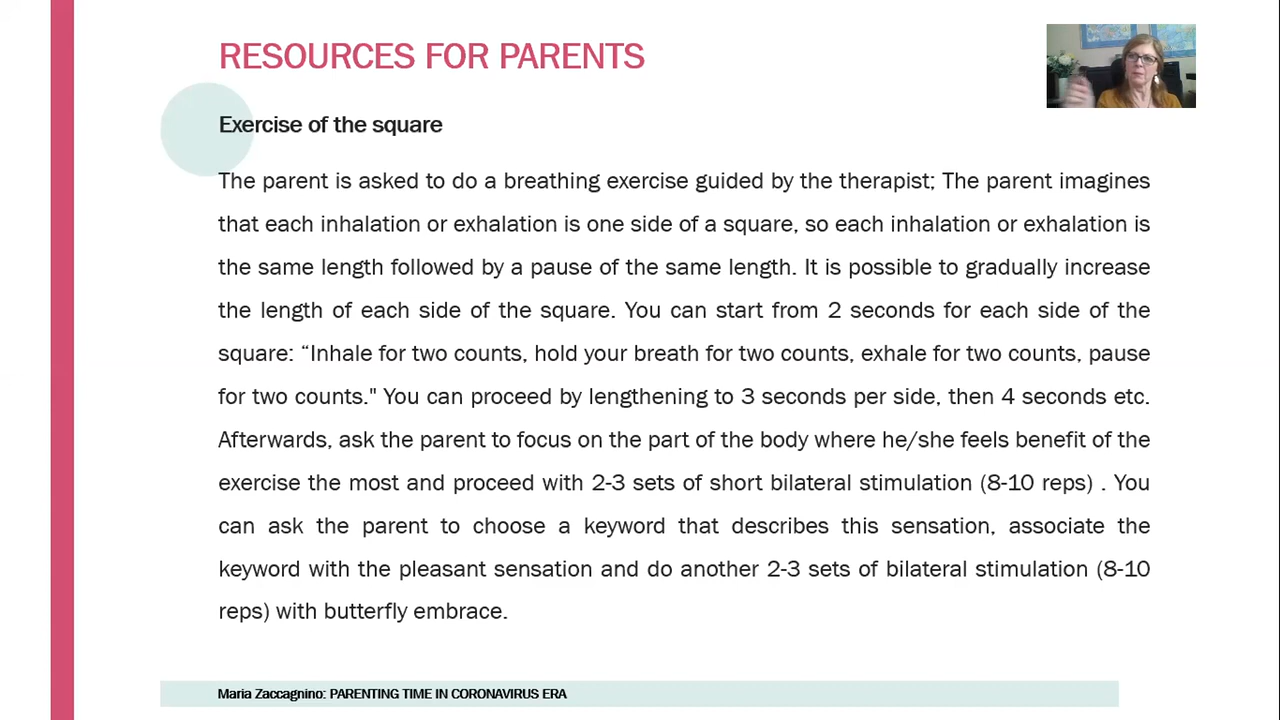 RESOURCES FOR PARENTS
Exercise of the square
The parent is asked to do a breathing exercise guided by the therapist; The parent imagines
that each inhalation or exhalation is one side of a square, so each inhalation or exhalation is
the same length followed by a pause of the same length. It is possible to gradually increase
the length of each side of the square. You can start from 2 seconds for each side of the
square: “Inhale for two counts, hold your breath for two counts, exhale for two counts, pause
for two counts." You can proceed by lengthening to 3 seconds per side, then 4 seconds etc.
Afterwards, ask the parent to focus on the part of the body where he/she feels benefit of the
exercise the most and proceed with 2-3 sets of short bilateral stimulation (8-10 reps) . You
can ask the parent to choose a keyword that describes this sensation, associate the
keyword with the pleasant sensation and do another 2-3 sets of bilateral stimulation (8-10
reps) with butterfly embrace.
Maria Zaccagnino: PARENTING TIME IN CORONAVIRUS ERA